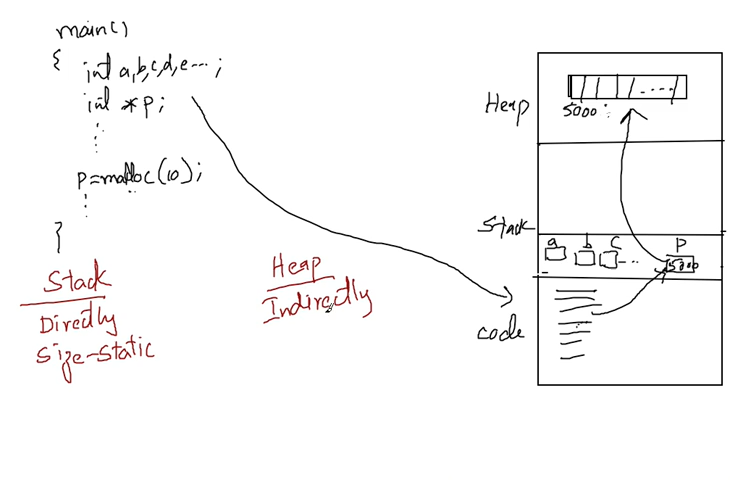 main()
{ int a,b,c,d,e...;
int *p;
p=malloc(10);
}
Stack
Directly
Size-Static
Heap
Indirectly
Heap
5000
Stack
a b c P
5000
code